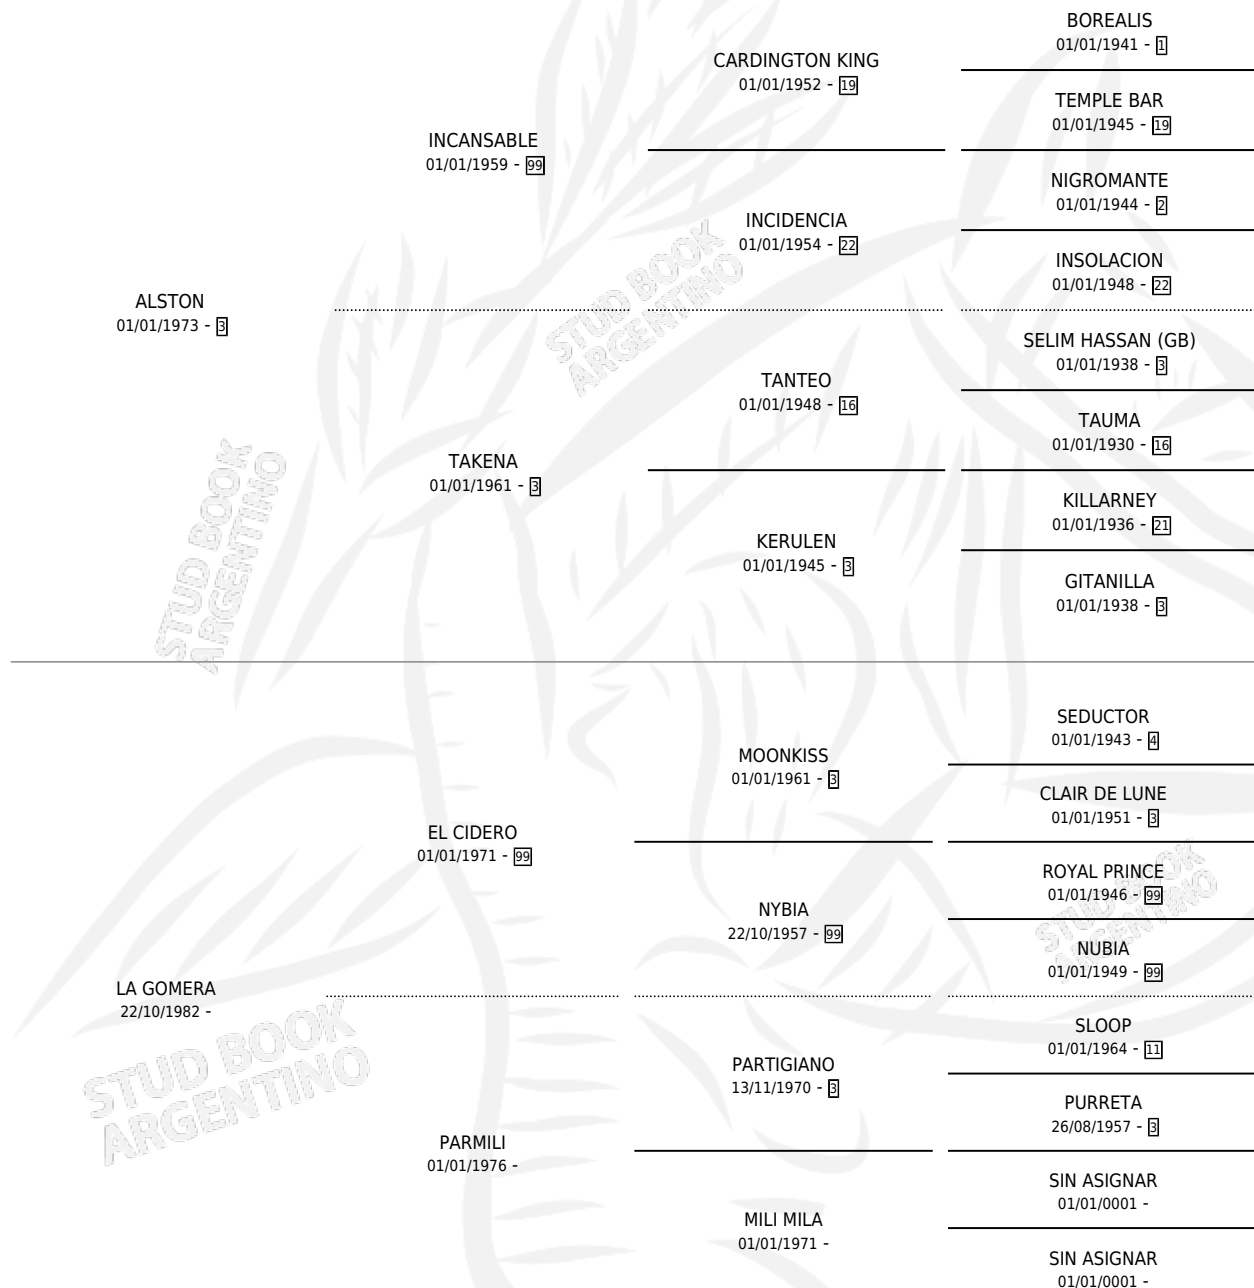 BOREALIS
01/01/1941 - 1
CARDINGTON KING
01/01/1952 - 19
TEMPLE BAR
01/01/1945 - 19
INCANSABLE
01/01/1959 - 99
NIGROMANTE
01/01/1944 - 2
INCIDENCIA
01/01/1954 - 22
INSOLACION
01/01/1948 - 22
ALSTON
01/01/1973 - 3
SELIM HASSAN (GB)
01/01/1938 - 3
TANTEO
01/01/1948 - 16
TAUMA
01/01/1930 - 16
TAKENA
01/01/1961 - 3
KILLARNEY
01/01/1936 - 21
KERULEN
01/01/1945 - 3
GITANILLA
01/01/1938 - 3
SEDUCTOR
01/01/1943 - 4
MOONKISS
01/01/1961 - 3
CLAIR DE LUNE
01/01/1951 - 3
EL CIDERO
01/01/1971 - 99
ROYAL PRINCE
01/01/1946 - 99
NYBIA
22/10/1957 - 99
NUBIA
01/01/1949 - 99
LA GOMERA
22/10/1982 -
SLOOP
01/01/1964 - 11
PARTIGIANO
13/11/1970 - 3
PURRETA
26/08/1957 - 3
PARMILI
01/01/1976 -
SIN ASIGNAR
01/01/0001 -
MILI MILA
01/01/1971 -
SIN ASIGNAR
01/01/0001 -
STUD BOOK
ARGENTINO
STUD BOOK
ARGENTINO
STUD BOOK
ARGENTINO
STUD BOOK
ARGENTINO